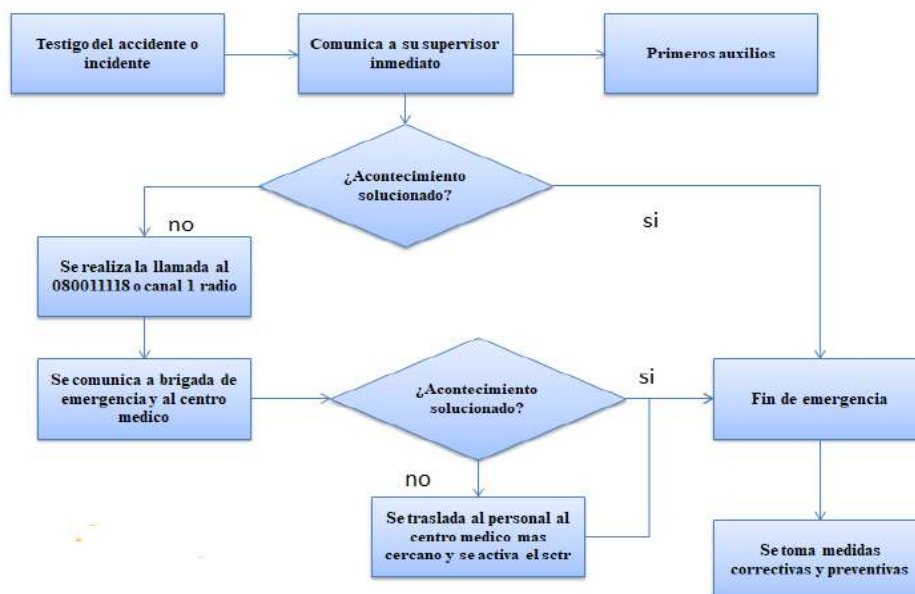 Testigo del accidente o
incidente
Comunica a su supervisor
inmediato
Primeros auxilios
¿Acontecimiento
solucionado?
no
si
Se realiza la llamada al
080011118 o canal 1 radio
Se comunica a brigada de
emergencia y al centro
medico
¿Acontecimiento
solucionado?
si
Fin de emergencia
no
Se traslada al personal al
centro medico mas
cercano y se activa el sctr
Se toma medidas
correctivas y preventivas